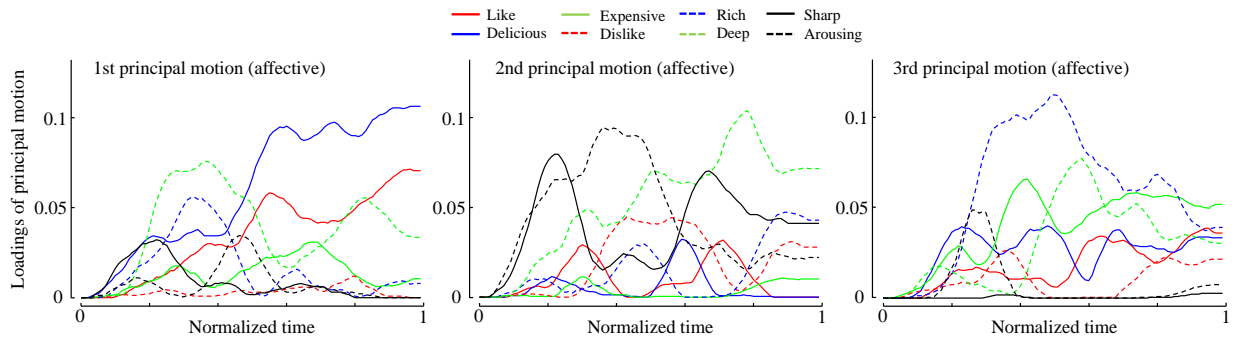 Like Expensive Rich Sharp
Delicious Dislike Deep Arousing
1st principal motion (affective) 2nd principal motion (affective) 3rd principal motion (affective)
Loadings of principal motion
0.1 0.1 0.1
0.05 0.05 0.05
0 0 0
0 1 0 1 0 1
Normalized time Normalized time Normalized time